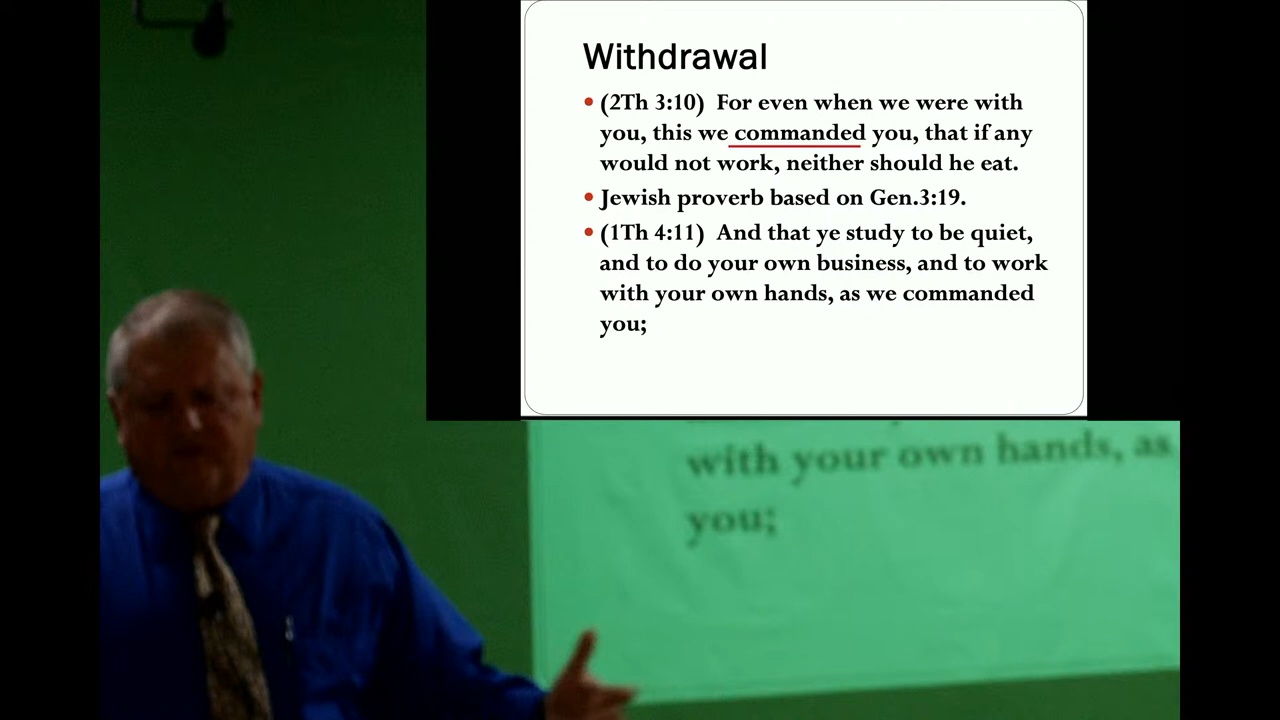 Withdrawal
• (2Th 3:10) For even when we were with
you, this we commanded you, that if any
would not work, neither should he eat.
• Jewish proverb based on Gen.3:19.
• (1Th 4:11) And that ye study to be quiet,
and to do your own business, and to work
with your own hands, as we commanded
you;
with your own hands, as
you;